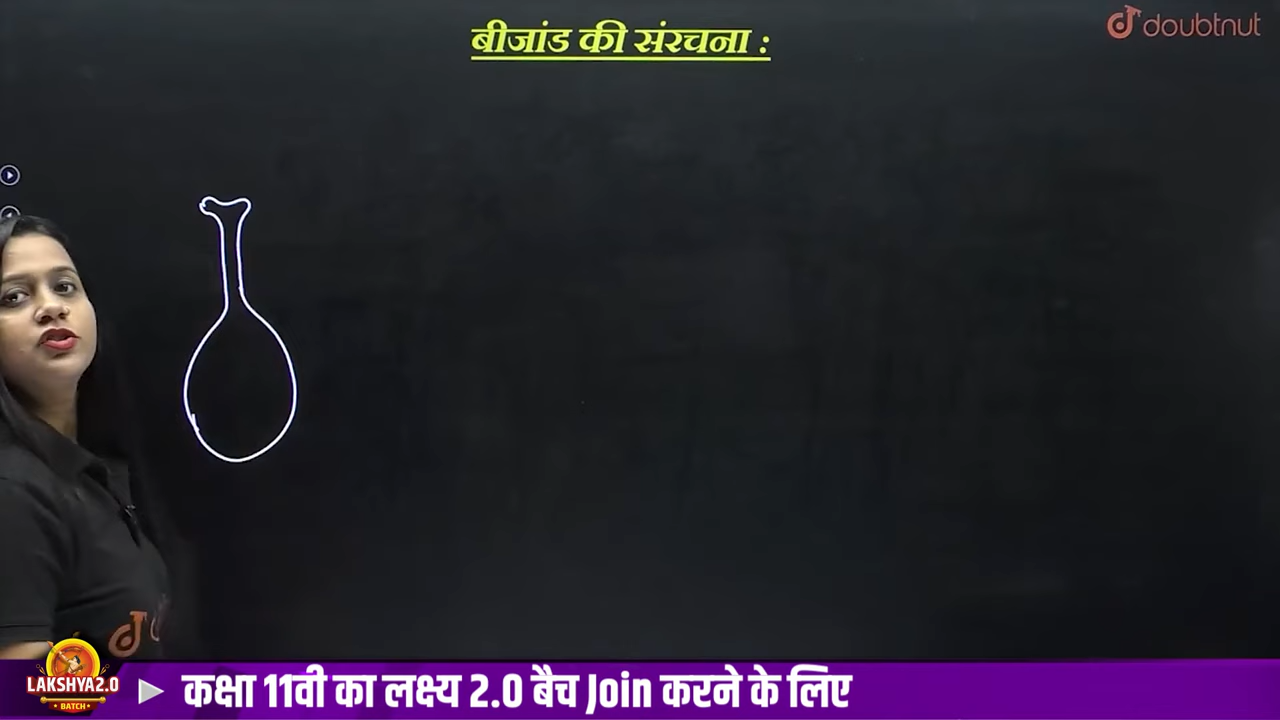 बीजांड की संरचना :
doubtnut
LAKSHYA2.0
BATCH
कक्षा 11वी का लक्ष्य 2.0 बैच Join करने के लिए